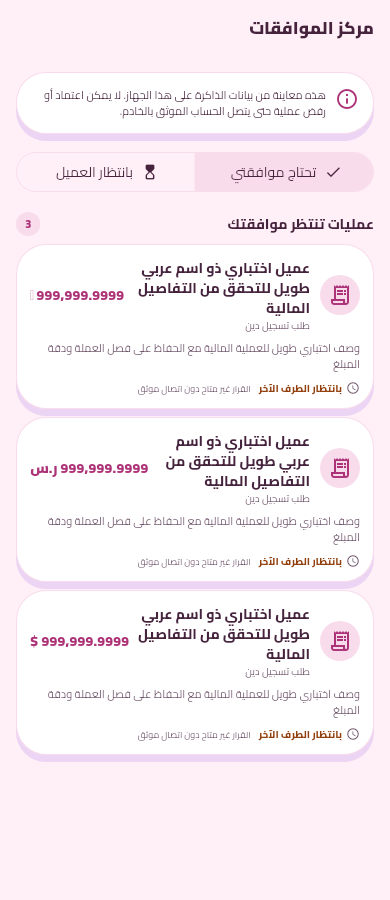 مركز الموافقات
هذه معاينة من بيانات الذاكرة على هذا الجهاز. لا يمكن اعتماد أو
رفض عملية حتى يتصل الحساب الموثق بالخادم.
تحتاج موافقتي
بانتظار العميل
عمليات تنتظر موافقتك
3
عميل اختباري ذو اسم عربي
طويل للتحقق من التفاصيل
المالية
999,999.9999
طلب تسجيل دين
وصف اختباري طويل للعملية المالية مع الحفاظ على فصل العملة ودقة
المبلغ
بانتظار الطرف الآخر القرار غير متاح دون اتصال موثق
عميل اختباري ذو اسم
عربي طويل للتحقق من
التفاصيل المالية
999,999.9999 ر.س
طلب تسجيل دين
وصف اختباري طويل للعملية المالية مع الحفاظ على فصل العملة ودقة
المبلغ
بانتظار الطرف الآخر القرار غير متاح دون اتصال موثق
عميل اختباري ذو اسم عربي
طويل للتحقق من التفاصيل
المالية
999,999.9999 $
طلب تسجيل دين
وصف اختباري طويل للعملية المالية مع الحفاظ على فصل العملة ودقة
المبلغ
بانتظار الطرف الآخر القرار غير متاح دون اتصال موثق